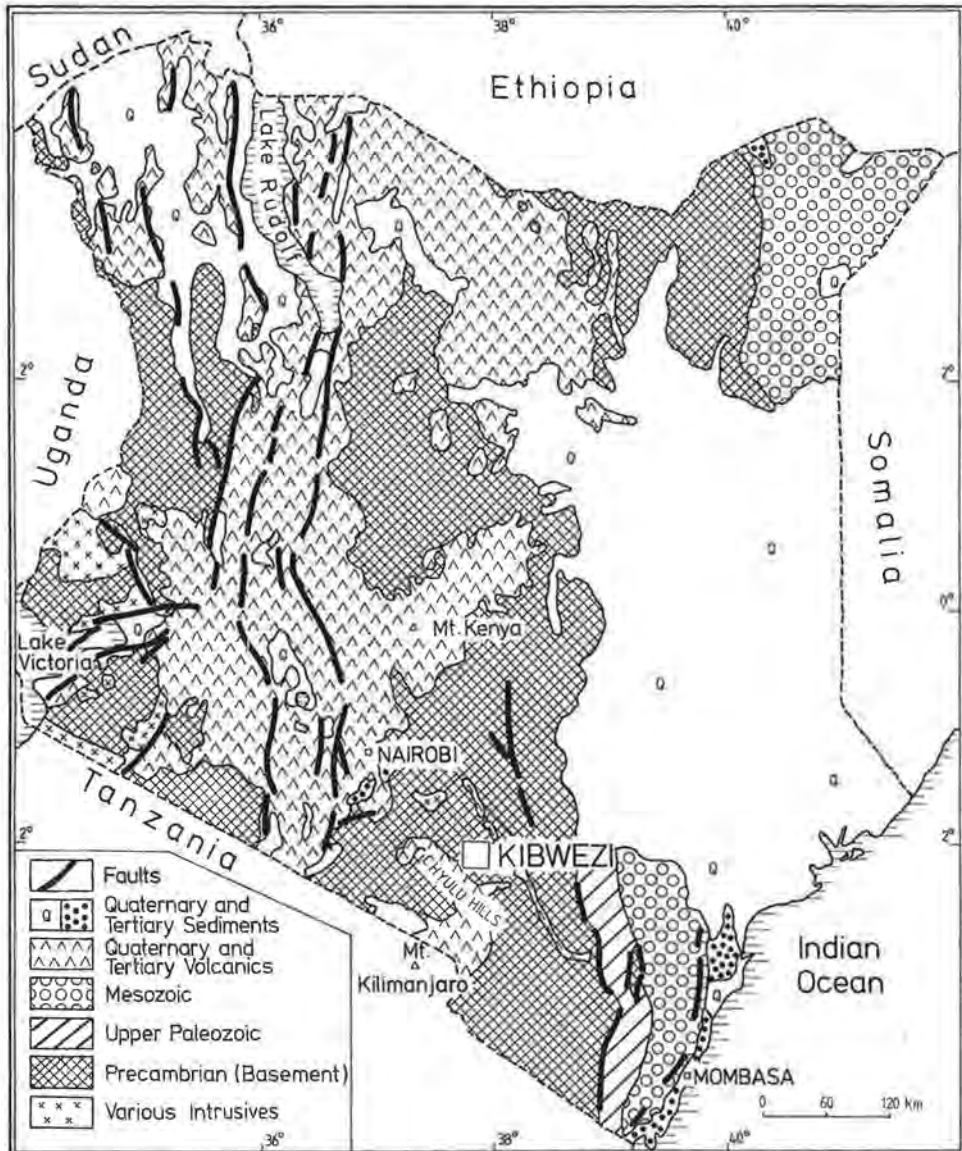 36°
38°
40°
Sudan
Ethiopia
Q
Lake Rudolf
Q
Q
Q
Q
2°
2°
Uganda
Somalia
Q
Q
0°
0°
Mt. Kenya
Lake
Victoria
Q
Q
Q
NAIROBI
Q
Tanzania
2°
2°
KIBWEZI
Q
CHYULU HILLS
Mt.
Kilimanjaro
Q
Indian
Ocean
MOMBASA
0 60 120 km
Faults
Q
Quaternary and
Tertiary Sediments
Quaternary and
Tertiary Volcanics
Mesozoic
Upper Paleozoic
Precambrian (Basement)
Various Intrusives
36°
38°
40°